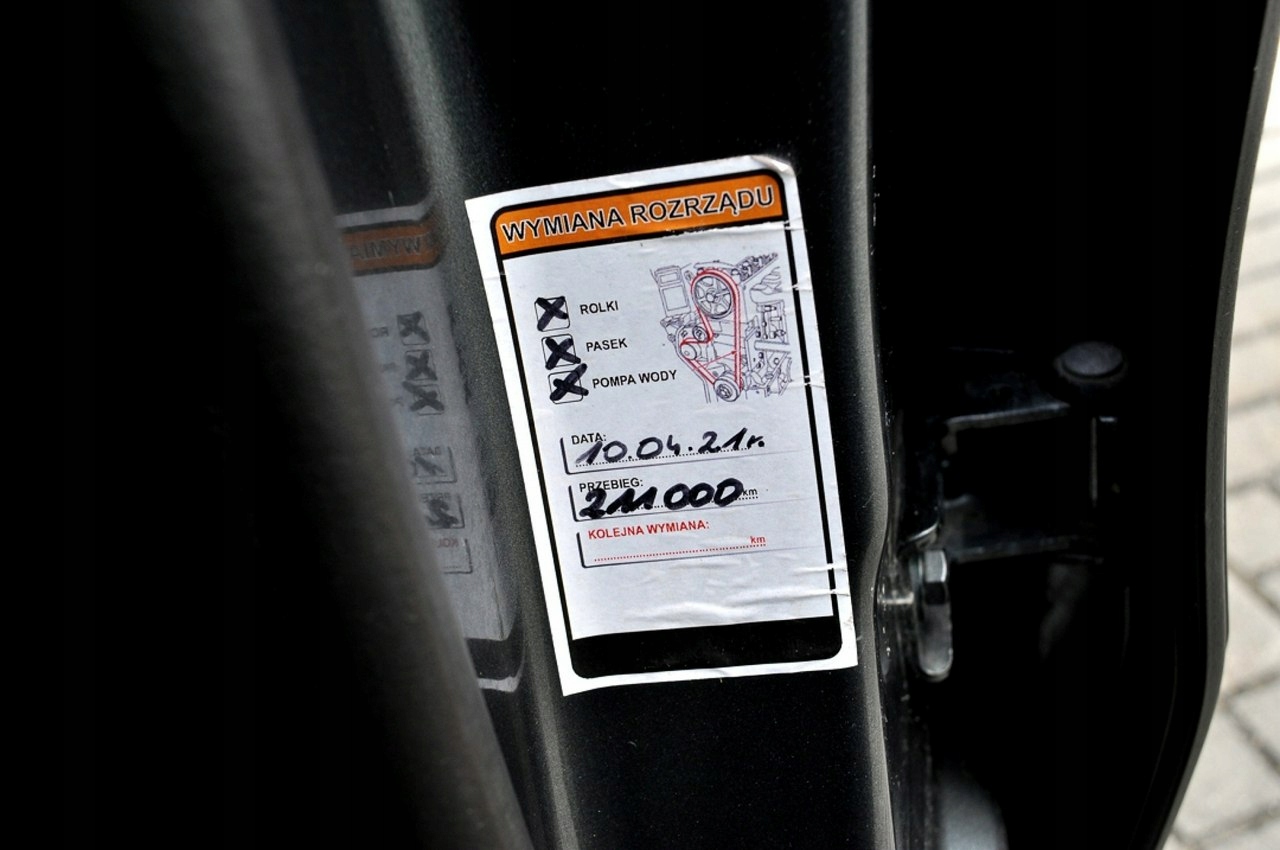 WYMIANA ROZRZĄDU
ROLKI
PASEK
POMPA WODY
DATA:
10.04.21r.
PRZEBIEG:
211000 km
KOLEJNA WYMIANA:
km